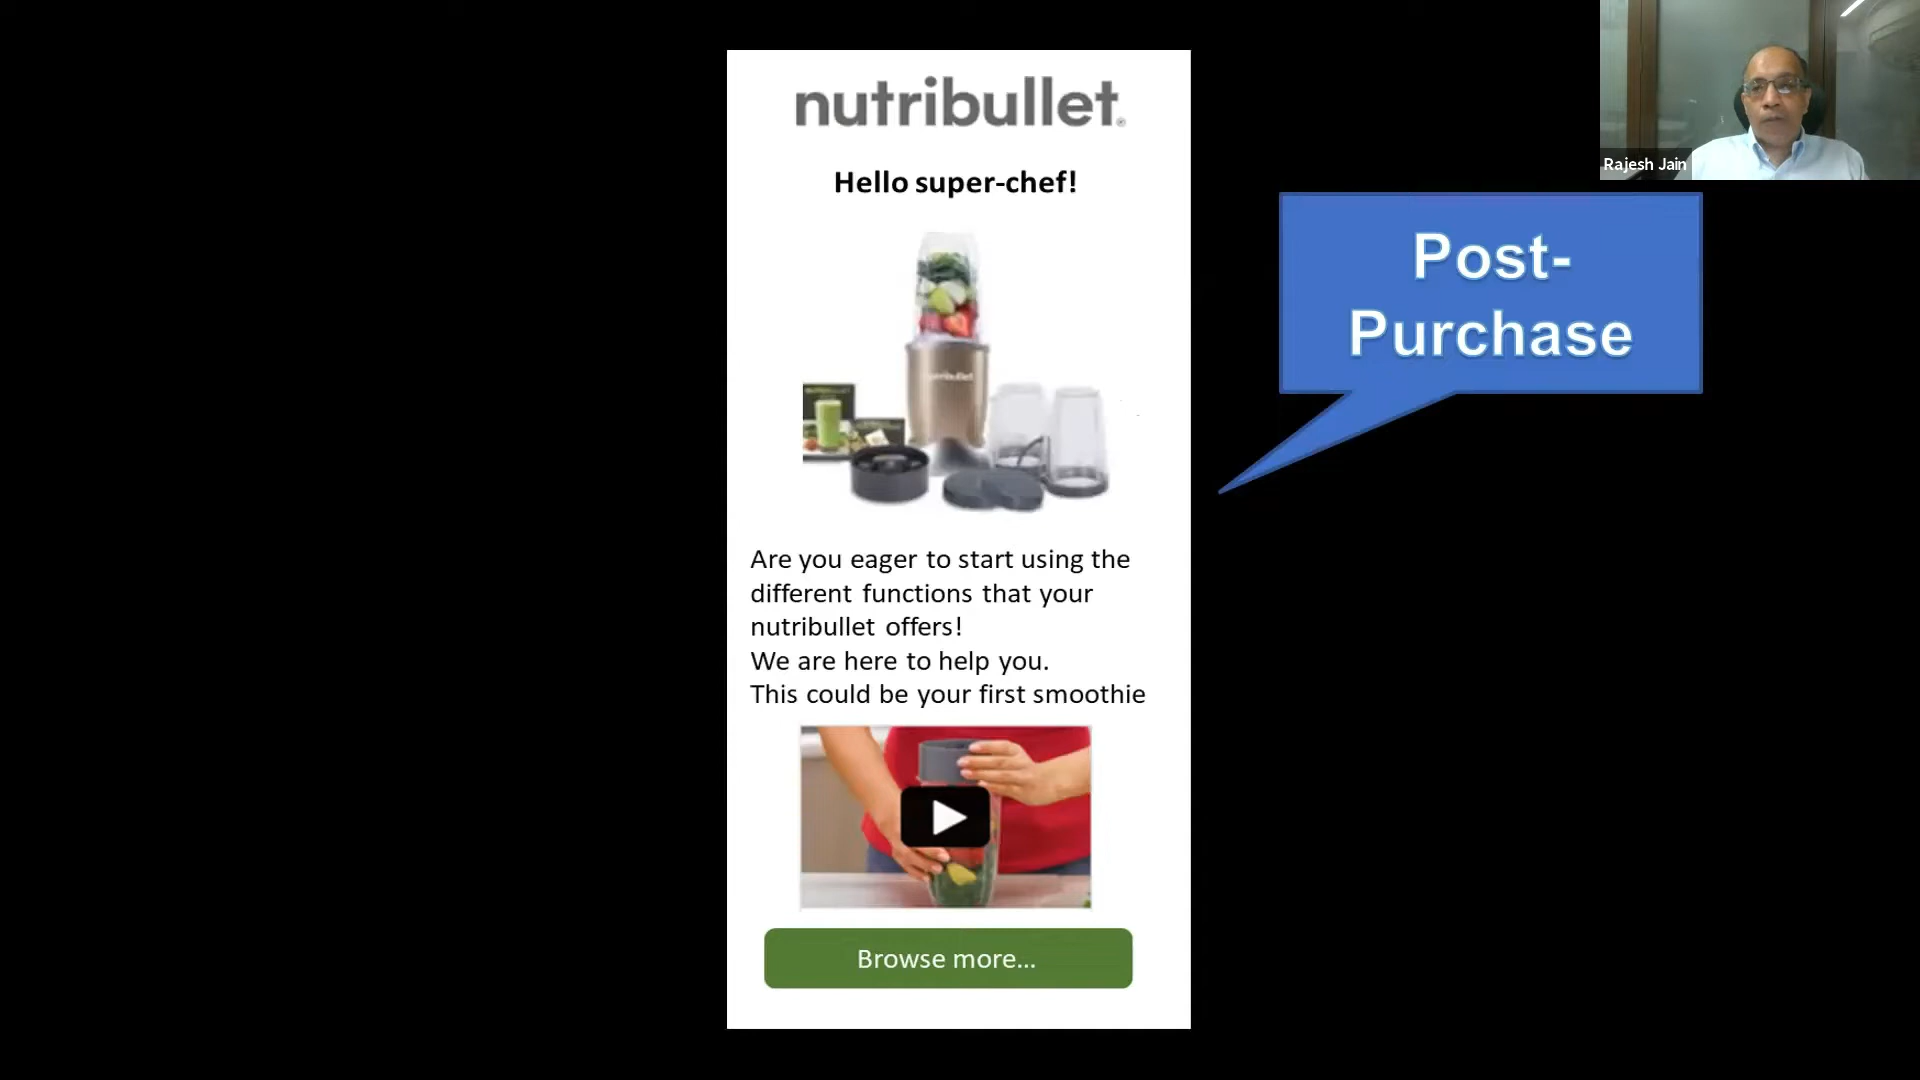 nutribullet®
Hello super-chef!
Are you eager to start using the
different functions that your
nutribullet offers!
We are here to help you.
This could be your first smoothie
Browse more...
Post-
Purchase
Rajesh Jain